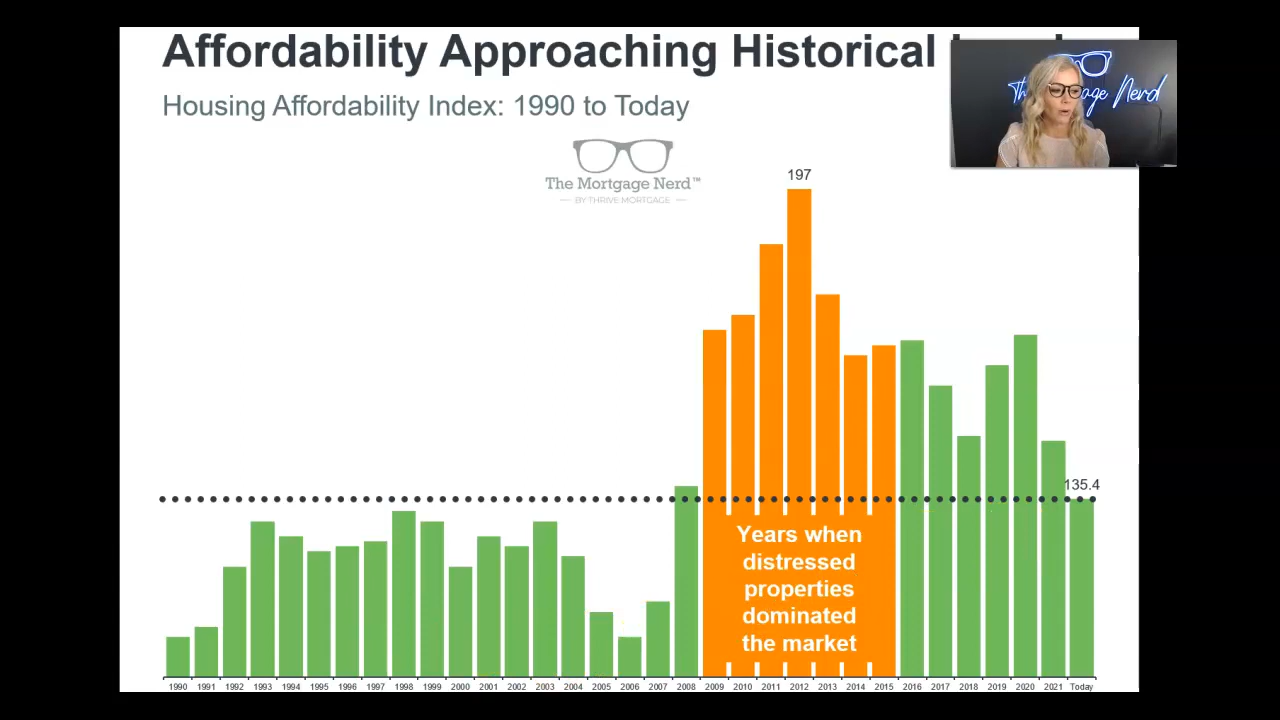 Affordability Approaching Historical
Housing Affordability Index: 1990 to Today
The Mortgage Nerd
The Mortgage Nerd™
BY THRIVE MORTGAGE
197
135.4
Years when
distressed
properties
dominated
the market
1990 1991 1992 1993 1994 1995 1996 1997 1998 1999 2000 2001 2002 2003 2004 2005 2006 2007 2008 2009 2010 2011 2012 2013 2014 2015 2016 2017 2018 2019 2020 2021 Today